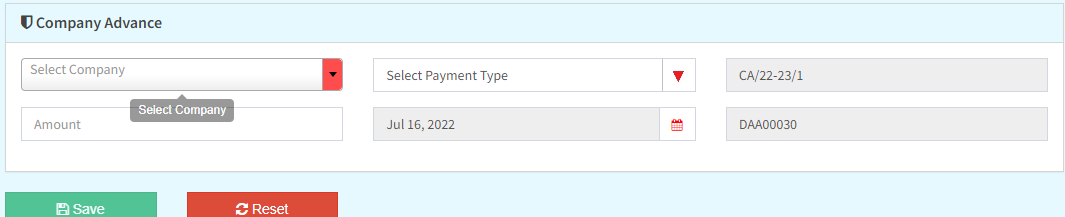 Company Advance
Select Company
Select Payment Type
CA/22-23/1
Select Company
Amount
Jul 16, 2022
DAA00030
Save
Reset